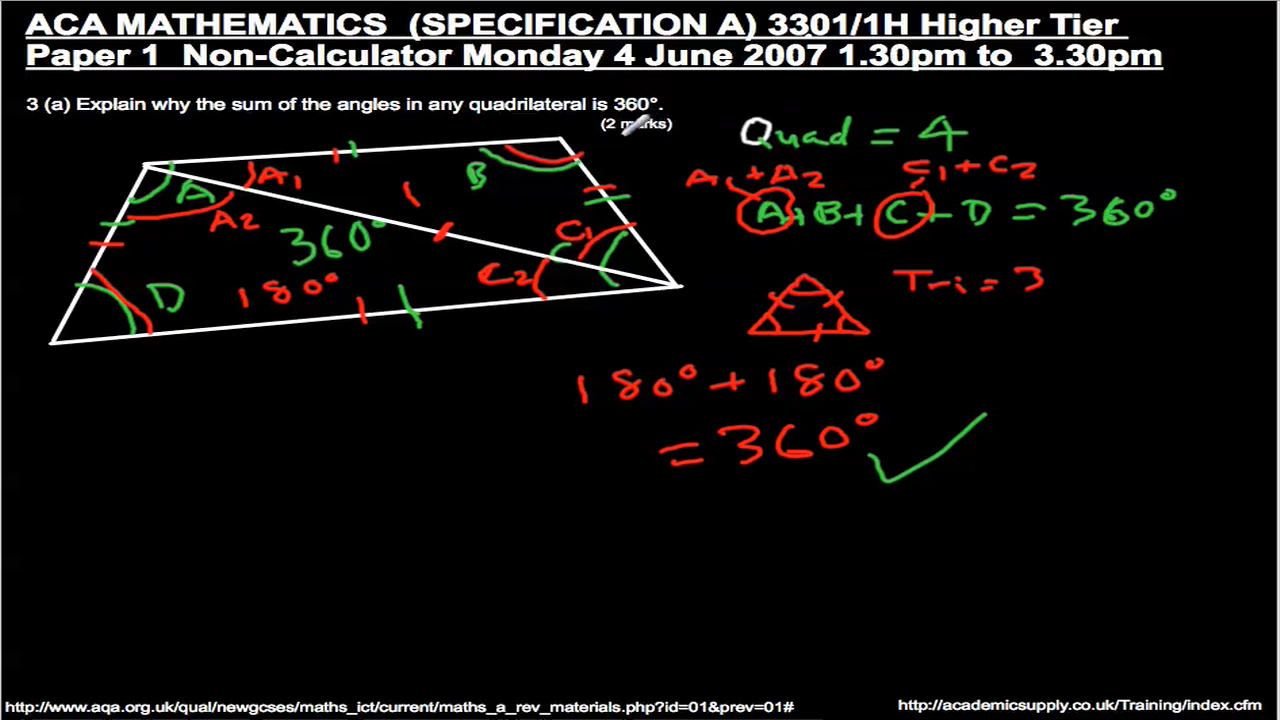 ACA MATHEMATICS (SPECIFICATION A) 3301/1H Higher Tier
Paper 1 Non-Calculator Monday 4 June 2007 1.30pm to 3.30pm
3 (a) Explain why the sum of the angles in any quadrilateral is 360°.
(2 marks)
Quad = 4
A1 + A2 C1 + C2
A + B + C + D = 360°
A A1 B
A2 C1
360°
D 180° C2
Tri = 3
180° + 180°
= 360°
http://www.aqa.org.uk/qual/newgcses/maths_ict/current/maths_a_rev_materials.php?id=01&prev=01#
http://academicsupply.co.uk/Training/index.cfm